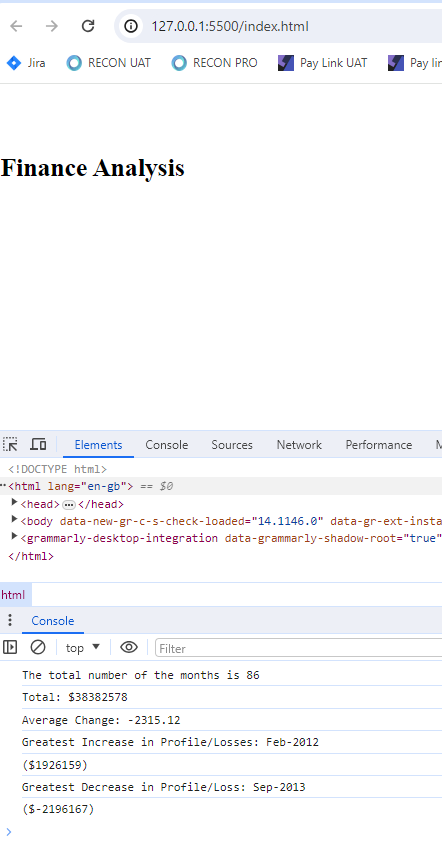 127.0.0.1:5500/index.html
Jira RECON UAT RECON PRO Pay Link UAT Pay lin
Finance Analysis
Elements Console Sources Network Performance M
<!DOCTYPE html>
<html lang="en-gb"> == $0
<head>…</head>
<body data-new-gr-c-s-check-loaded="14.1146.0" data-gr-ext-insta
<grammarly-desktop-integration data-grammarly-shadow-root="true"
</html>
html
Console
top Filter
The total number of the months is 86
Total: $38382578
Average Change: -2315.12
Greatest Increase in Profile/Losses: Feb-2012
($1926159)
Greatest Decrease in Profile/Loss: Sep-2013
($-2196167)